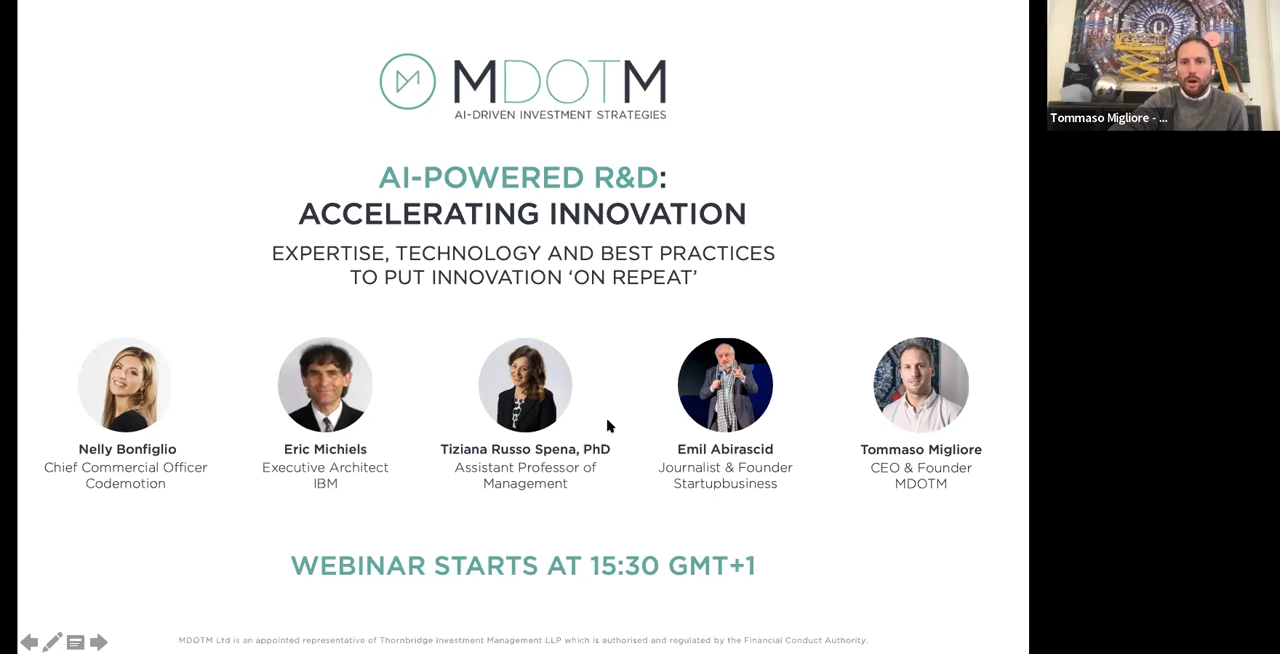 MDOTM
AI-DRIVEN INVESTMENT STRATEGIES
AI-POWERED R&D:
ACCELERATING INNOVATION
EXPERTISE, TECHNOLOGY AND BEST PRACTICES
TO PUT INNOVATION ‘ON REPEAT’
Nelly Bonfiglio
Chief Commercial Officer
Codemotion
Eric Michiels
Executive Architect
IBM
Tiziana Russo Spena, PhD
Assistant Professor of
Management
Emil Abirascid
Journalist & Founder
Startupbusiness
Tommaso Migliore
CEO & Founder
MDOTM
WEBINAR STARTS AT 15:30 GMT+1
MDOTM Ltd is an appointed representative of Thornbridge Investment Management LLP which is authorised and regulated by the Financial Conduct Authority.
Tommaso Migliore - ...